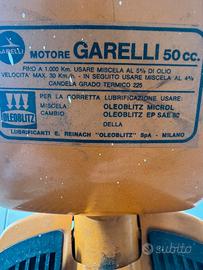 GARELLI
MOTORE GARELLI 50 cc.
FINO A 1.000 Km. USARE MISCELA AL 5% DI OLIO
VELOCITA' MAX. 30 Km/h - IN SEGUITO USARE MISCELA AL 4%
CANDELA GRADO TERMICO 225
PER LA CORRETTA LUBRIFICAZIONE USARE:
MISCELA OLEOBLITZ MICROL
CAMBIO OLEOBLITZ EP SAE 80
DELLA
OLEOBLITZ
LUBRIFICANTI E. REINACH "OLEOBLITZ" SpA - MILANO
subito